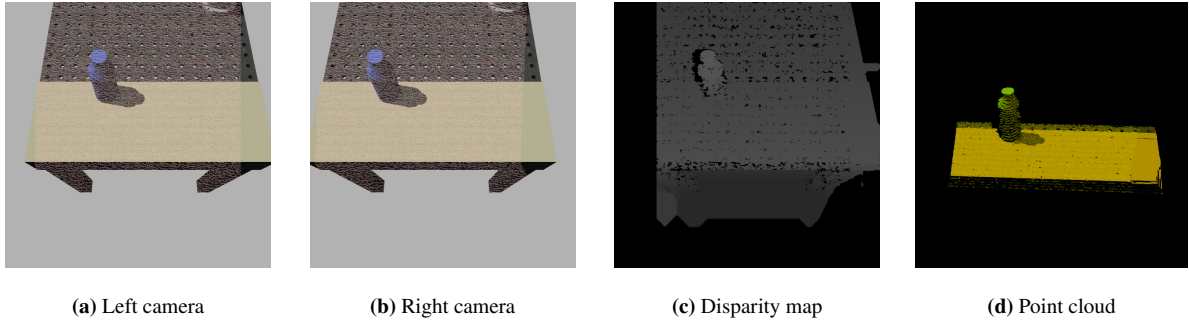 (a) Left camera
(b) Right camera
(c) Disparity map
(d) Point cloud